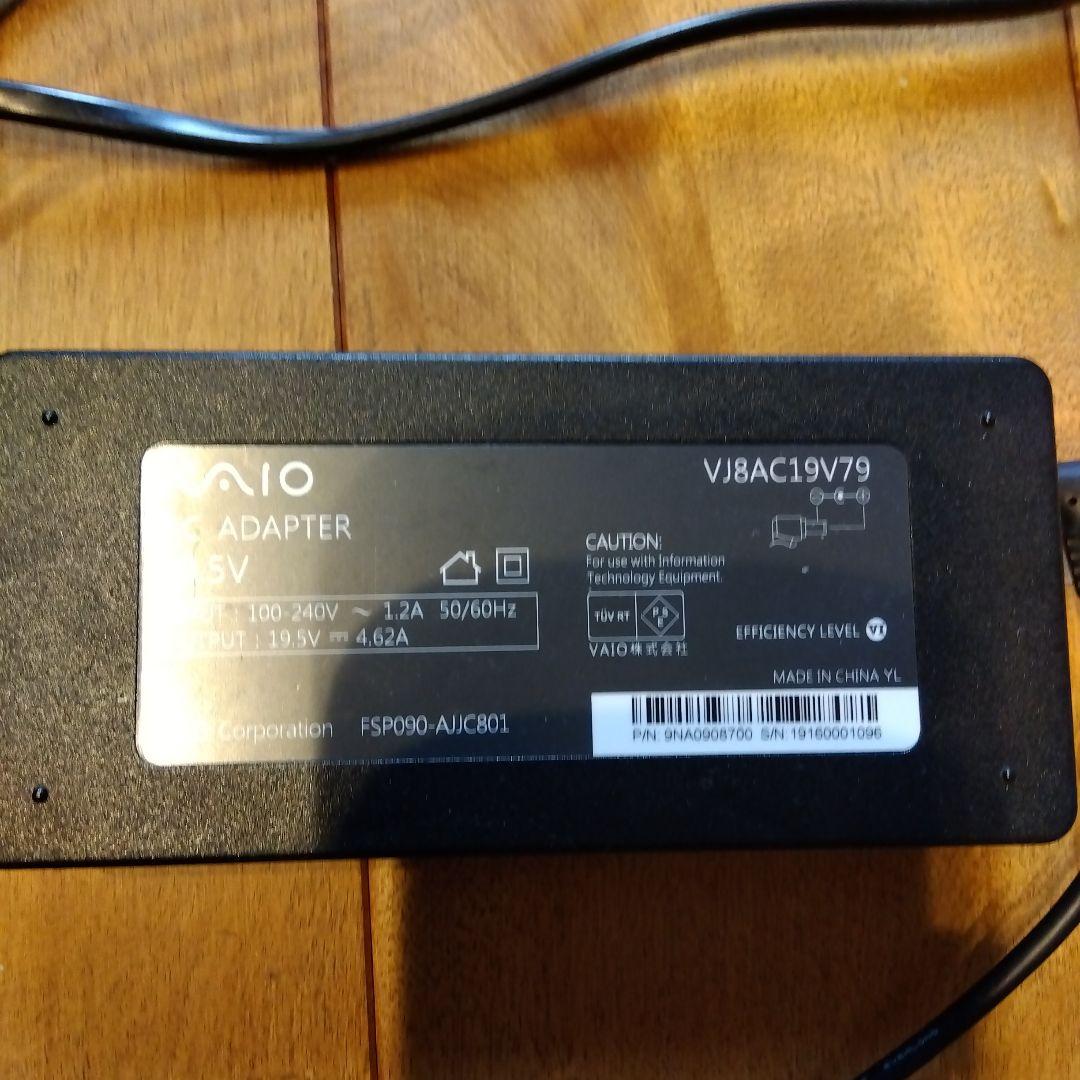 VAIO
VJ8AC19V79
ADAPTER
5V
CAUTION:
For use with Information
Technology Equipment.
: 100-240V ~ 1.2A 50/60Hz
PUT : 19.5V ⎓ 4.62A
TÜV RT
P S
E
VAIO株式会社
EFFICIENCY LEVEL VI
MADE IN CHINA YL
Corporation FSP090-AJJC801
P/N: 9NA0908700 S/N: 19160001096